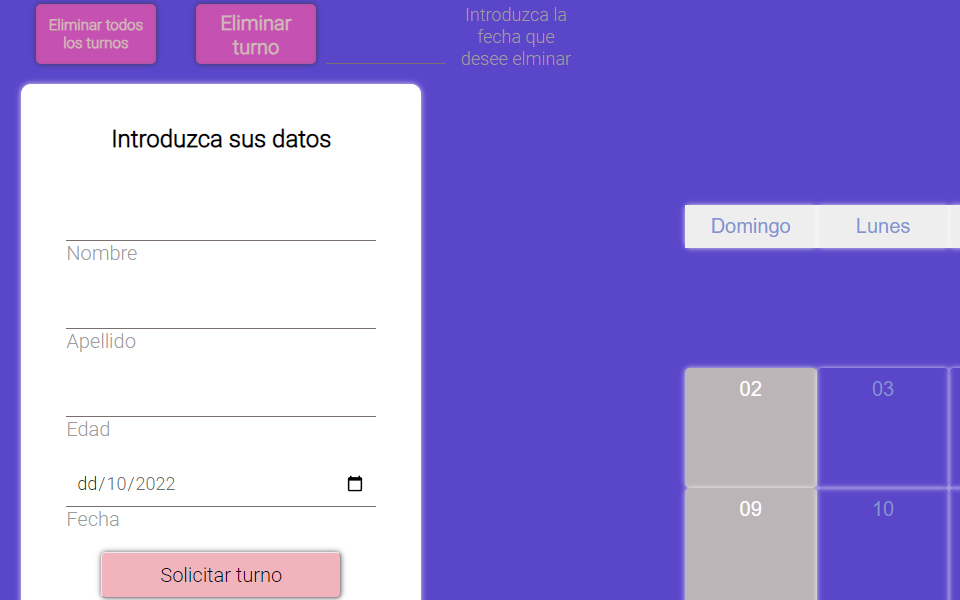 Eliminar todos
los turnos
Eliminar
turno
Introduzca la
fecha que
desee elminar
Introduzca sus datos
Nombre
Apellido
Edad
dd/10/2022
Fecha
Solicitar turno
Domingo
Lunes
02
03
09
10